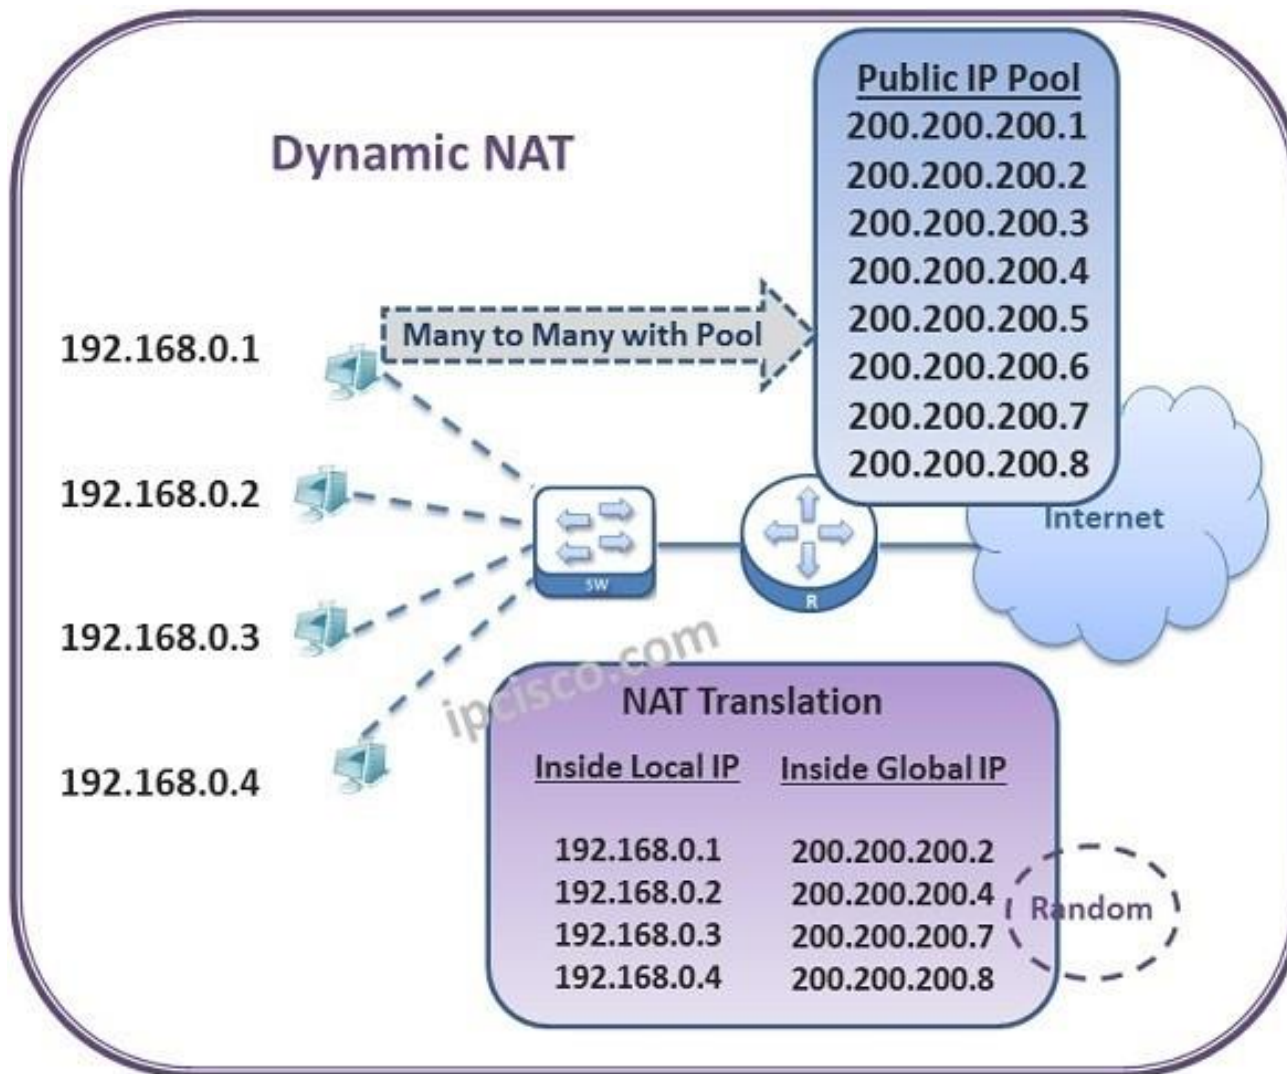 Dynamic NAT
Public IP Pool
200.200.200.1
200.200.200.2
200.200.200.3
200.200.200.4
200.200.200.5
200.200.200.6
200.200.200.7
200.200.200.8
Many to Many with Pool
192.168.0.1
192.168.0.2
192.168.0.3
192.168.0.4
SW
R
Internet
ipcisco.com
NAT Translation
Inside Local IP Inside Global IP
192.168.0.1 200.200.200.2
192.168.0.2 200.200.200.4
192.168.0.3 200.200.200.7
192.168.0.4 200.200.200.8
Random